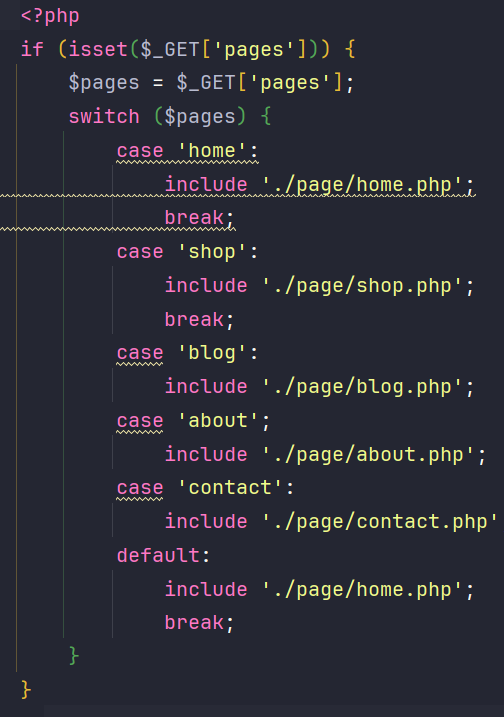 <?php
if (isset($_GET['pages'])) {
    $pages = $_GET['pages'];
    switch ($pages) {
        case 'home':
            include './page/home.php';
            break;
        case 'shop':
            include './page/shop.php';
            break;
        case 'blog':
            include './page/blog.php';
        case 'about';
            include './page/about.php';
        case 'contact':
            include './page/contact.php'
        default:
            include './page/home.php';
            break;
    }
}